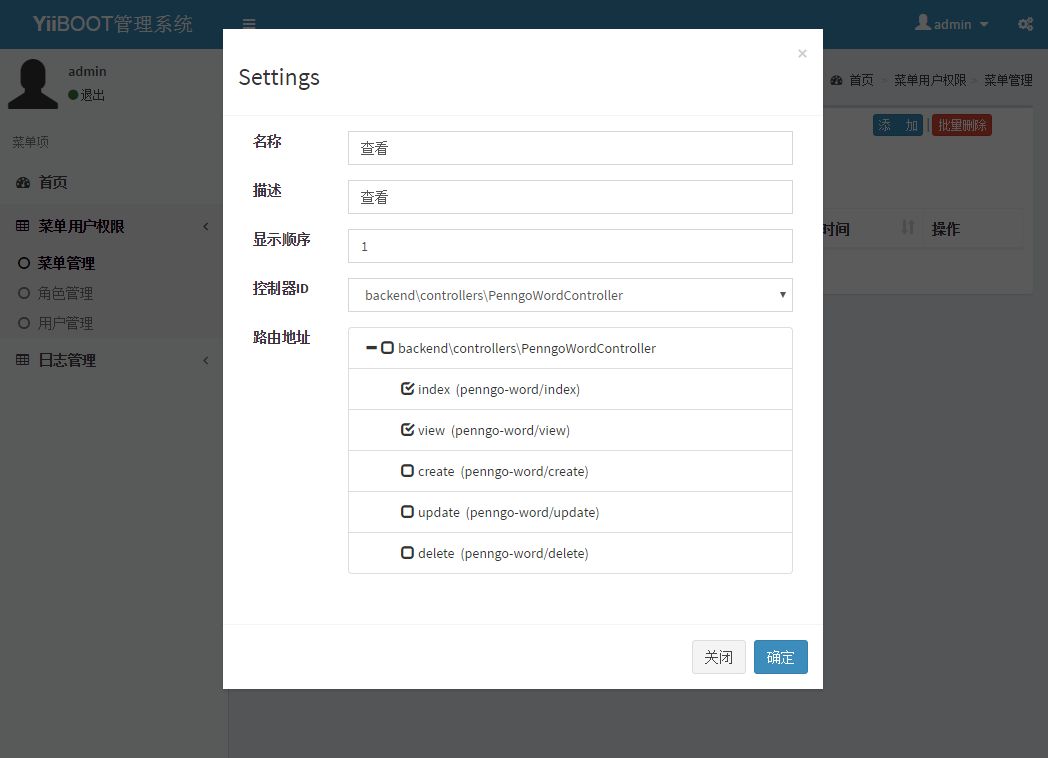 YiiBOOT管理系统
admin
admin
退出
首页 > 菜单用户权限 > 菜单管理
菜单项
首页
菜单用户权限
菜单管理
角色管理
用户管理
日志管理
添 加 | 批量删除
时间
操作
×
Settings
名称
查看
描述
查看
显示顺序
1
控制器ID
backend\controllers\PenngoWordController
路由地址
backend\controllers\PenngoWordController
index (penngo-word/index)
view (penngo-word/view)
create (penngo-word/create)
update (penngo-word/update)
delete (penngo-word/delete)
关闭
确定